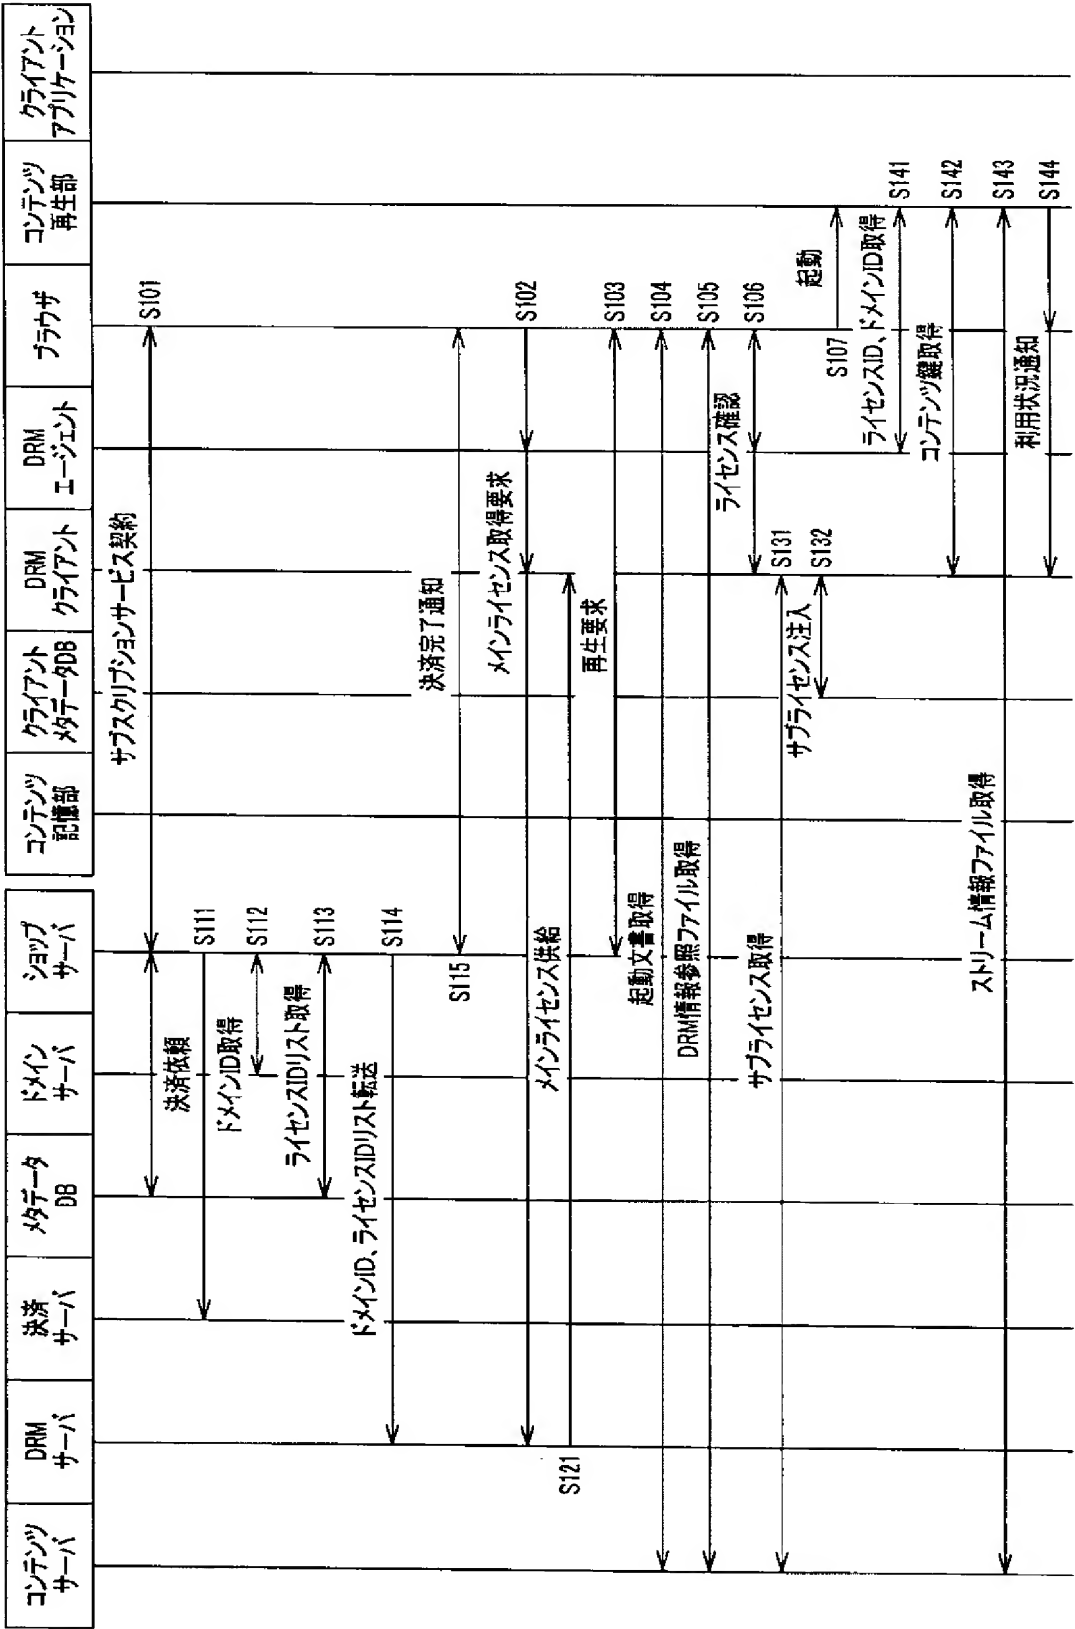 コンテンツ
サーバ
DRM
サーバ
決済
サーバ
メタデータ
DB
ドメイン
サーバ
ショップ
サーバ
コンテンツ
記憶部
クライアント
メタデータDB
DRM
クライアント
DRM
エージェント
ブラウザ
コンテンツ
再生部
クライアント
アプリケーション
サブスクリプションサービス契約
S101
決済依頼
S111
ドメインID取得
S112
ライセンスIDリスト取得
S113
ドメインID、ライセンスIDリスト転送
S114
決済完了通知
S115
メインライセンス取得要求
S102
メインライセンス供給
S121
再生要求
S103
起動文書取得
S104
DRM情報参照ファイル取得
S105
ライセンス確認
S106
サブライセンス取得
S131
サブライセンス注入
S132
起動
S107
ライセンスID、ドメインID取得
S141
コンテンツ鍵取得
S142
ストリーム情報ファイル取得
S143
利用状況通知
S144